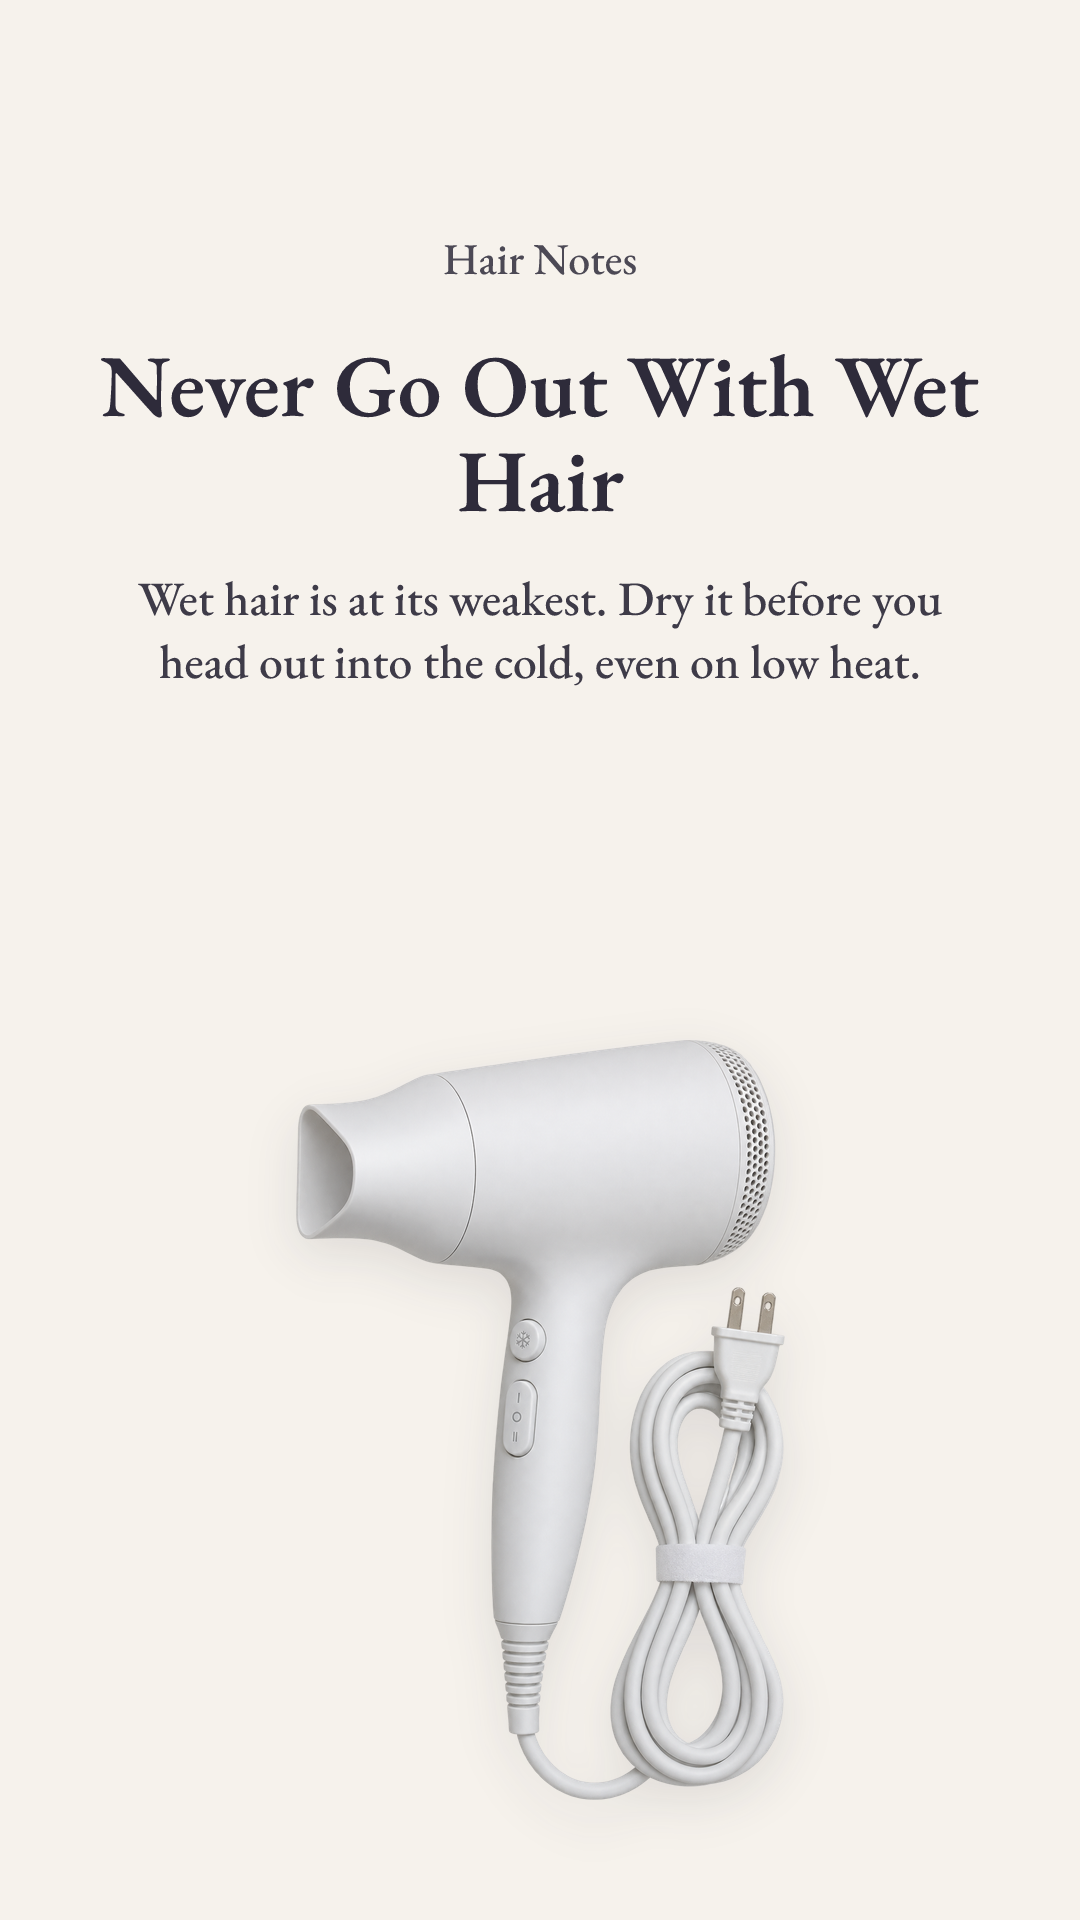 Hair Notes
Never Go Out With Wet
Hair
Wet hair is at its weakest. Dry it before you
head out into the cold, even on low heat.
I
O
II